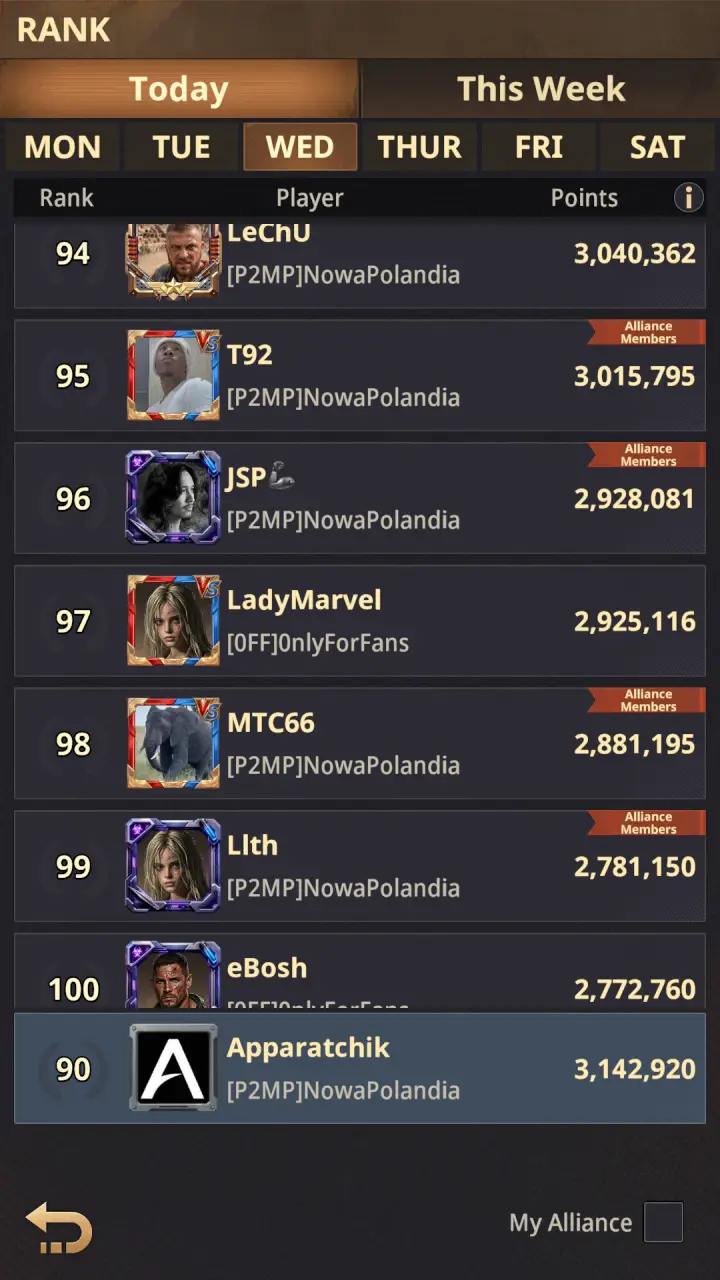 RANK
Today
This Week
MON
TUE
WED
THUR
FRI
SAT
Rank
Player
Points
94
LeChU
[P2MP]NowaPolandia
3,040,362
Alliance
Members
95
T92
[P2MP]NowaPolandia
3,015,795
Alliance
Members
96
JSP
[P2MP]NowaPolandia
2,928,081
97
LadyMarvel
[0FF]0nlyForFans
2,925,116
Alliance
Members
98
MTC66
[P2MP]NowaPolandia
2,881,195
Alliance
Members
99
Llth
[P2MP]NowaPolandia
2,781,150
100
eBosh
[0FF]0nlyForFans
2,772,760
90
Apparatchik
[P2MP]NowaPolandia
3,142,920
My Alliance